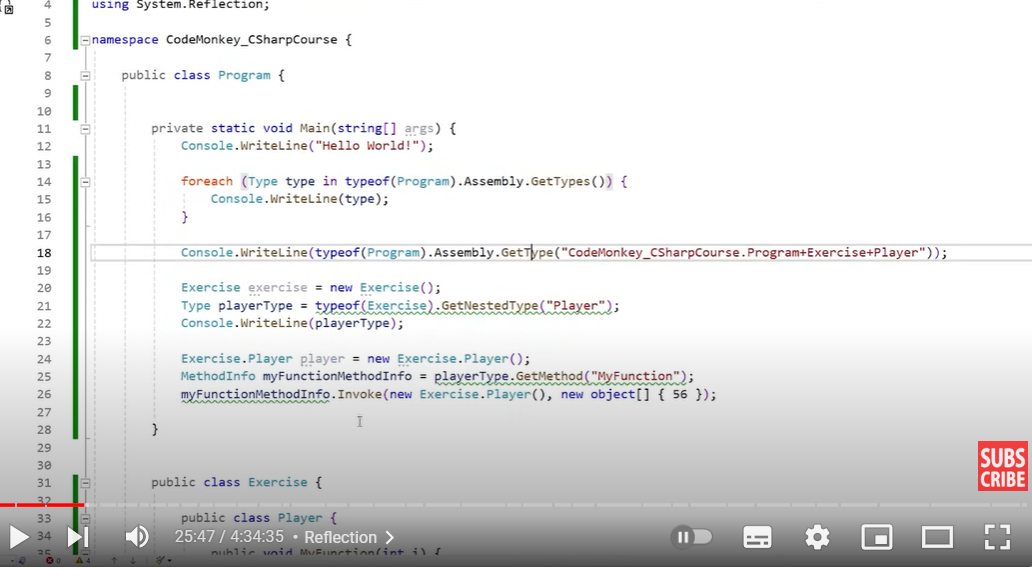 4 using System.Reflection;
5
6 namespace CodeMonkey_CSharpCourse {
7
8 public class Program {
9
10
11 private static void Main(string[] args) {
12 Console.WriteLine("Hello World!");
13
14 foreach (Type type in typeof(Program).Assembly.GetTypes()) {
15 Console.WriteLine(type);
16 }
17
18 Console.WriteLine(typeof(Program).Assembly.GetType("CodeMonkey_CSharpCourse.Program+Exercise+Player"));
19
20 Exercise exercise = new Exercise();
21 Type playerType = typeof(Exercise).GetNestedType("Player");
22 Console.WriteLine(playerType);
23
24 Exercise.Player player = new Exercise.Player();
25 MethodInfo myFunctionMethodInfo = playerType.GetMethod("MyFunction");
26 myFunctionMethodInfo.Invoke(new Exercise.Player(), new object[] { 56 });
27
28 }
29
30
31 public class Exercise {
32
33 public class Player {
34 public void MyFunction(int i) {
35
SUBS
CRIBE
25:47 / 4:34:35 • Reflection
0 4